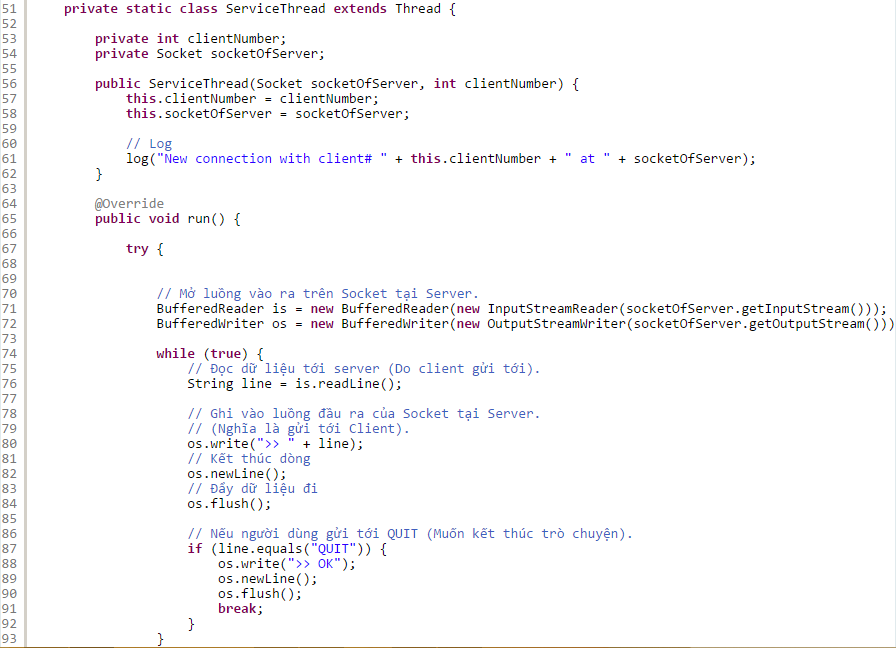 51 private static class ServiceThread extends Thread {
52
53 private int clientNumber;
54 private Socket socketOfServer;
55
56 public ServiceThread(Socket socketOfServer, int clientNumber) {
57 this.clientNumber = clientNumber;
58 this.socketOfServer = socketOfServer;
59
60 // Log
61 log("New connection with client# " + this.clientNumber + " at " + socketOfServer);
62 }
63
64 @Override
65 public void run() {
66
67 try {
68
69
70 // Mở luồng vào ra trên Socket tại Server.
71 BufferedReader is = new BufferedReader(new InputStreamReader(socketOfServer.getInputStream()));
72 BufferedWriter os = new BufferedWriter(new OutputStreamWriter(socketOfServer.getOutputStream()))
73
74 while (true) {
75 // Đọc dữ liệu tới server (Do client gửi tới).
76 String line = is.readLine();
77
78 // Ghi vào luồng đầu ra của Socket tại Server.
79 // (Nghĩa là gửi tới Client).
80 os.write(">> " + line);
81 // Kết thúc dòng
82 os.newLine();
83 // Đẩy dữ liệu đi
84 os.flush();
85
86 // Nếu người dùng gửi tới QUIT (Muốn kết thúc trò chuyện).
87 if (line.equals("QUIT")) {
88 os.write(">> OK");
89 os.newLine();
90 os.flush();
91 break;
92 }
93 }